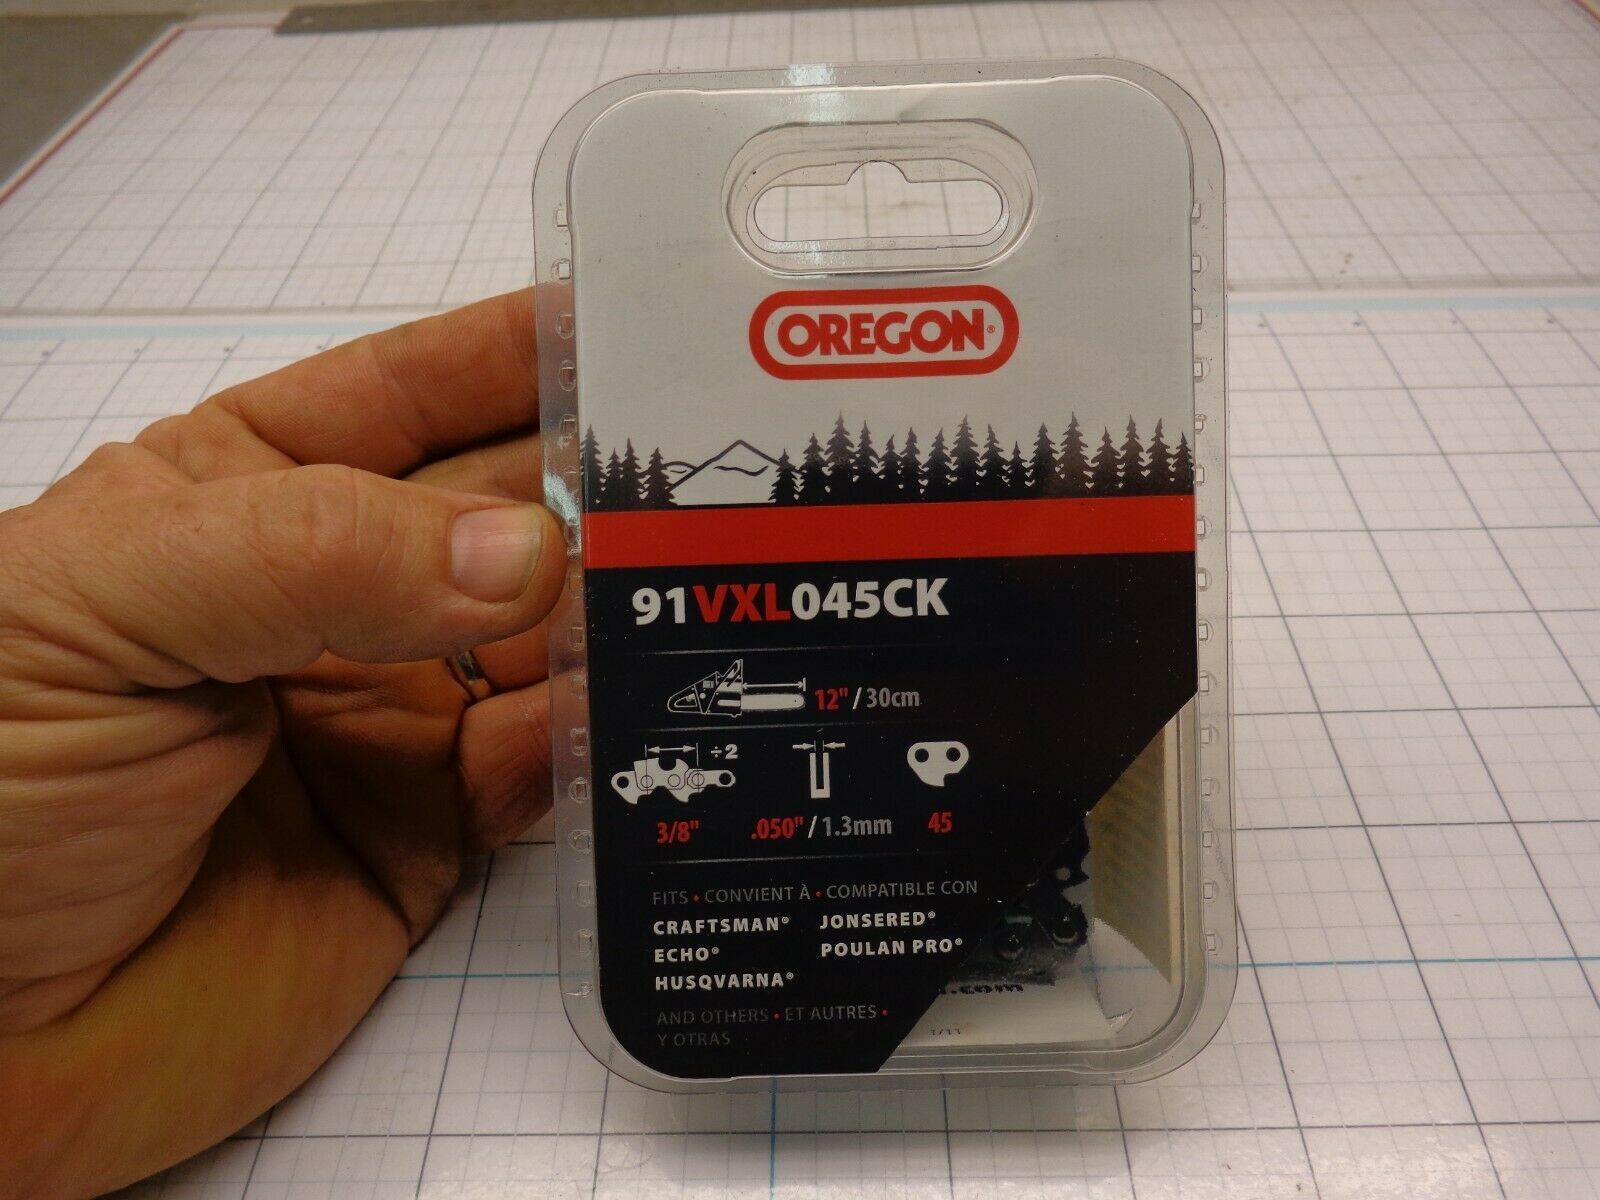 OREGON®
91VXL045CK
12" / 30cm
÷2
3/8" .050" / 1.3mm 45
FITS • CONVIENT À • COMPATIBLE CON
CRAFTSMAN® JONSERED®
ECHO® POULAN PRO®
HUSQVARNA®
AND OTHERS • ET AUTRES •
Y OTRAS